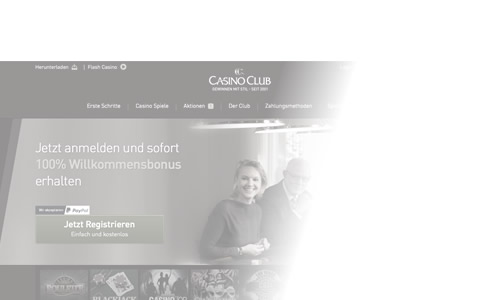 Herunterladen | Flash Casino
CASINO CLUB
GEWINNEN MIT STIL - SEIT 2001
Erste Schritte Casino Spiele Aktionen Der Club Zahlungsmethoden
Jetzt anmelden und sofort
100% Willkommensbonus
erhalten
Wir akzeptieren PayPal
Jetzt Registrieren
Einfach und kostenlos
ROULETTE BLACKJACK